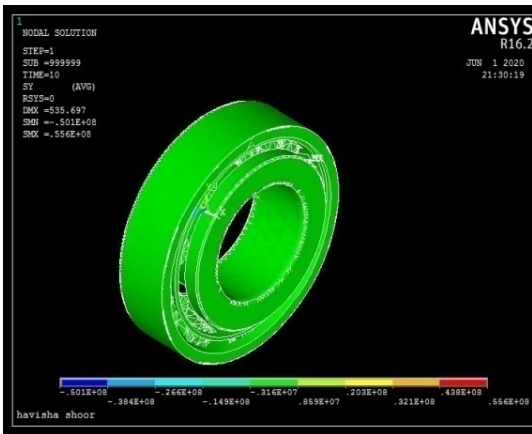 1
NODAL SOLUTION
STEP=1
SUB =999999
TIME=10
SY (AVG)
RSYS=0
DMX =535.697
SMN =-.501E+08
SMX =.556E+08
ANSYS
R16.2
JUN 1 2020
21:30:19
-.501E+08 -.266E+08 -.316E+07 .203E+08 .438E+08
-.384E+08 -.149E+08 .859E+07 .321E+08 .556E+08
havisha shoor